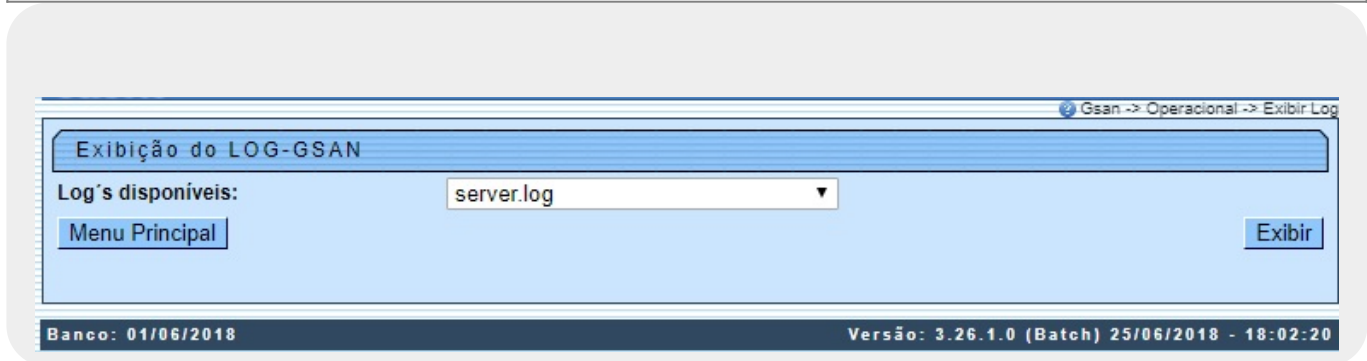 Gsan -> Operacional -> Exibir Log
Exibição do LOG-GSAN
Log´s disponíveis: server.log
Menu Principal Exibir
Banco: 01/06/2018 Versão: 3.26.1.0 (Batch) 25/06/2018 - 18:02:20